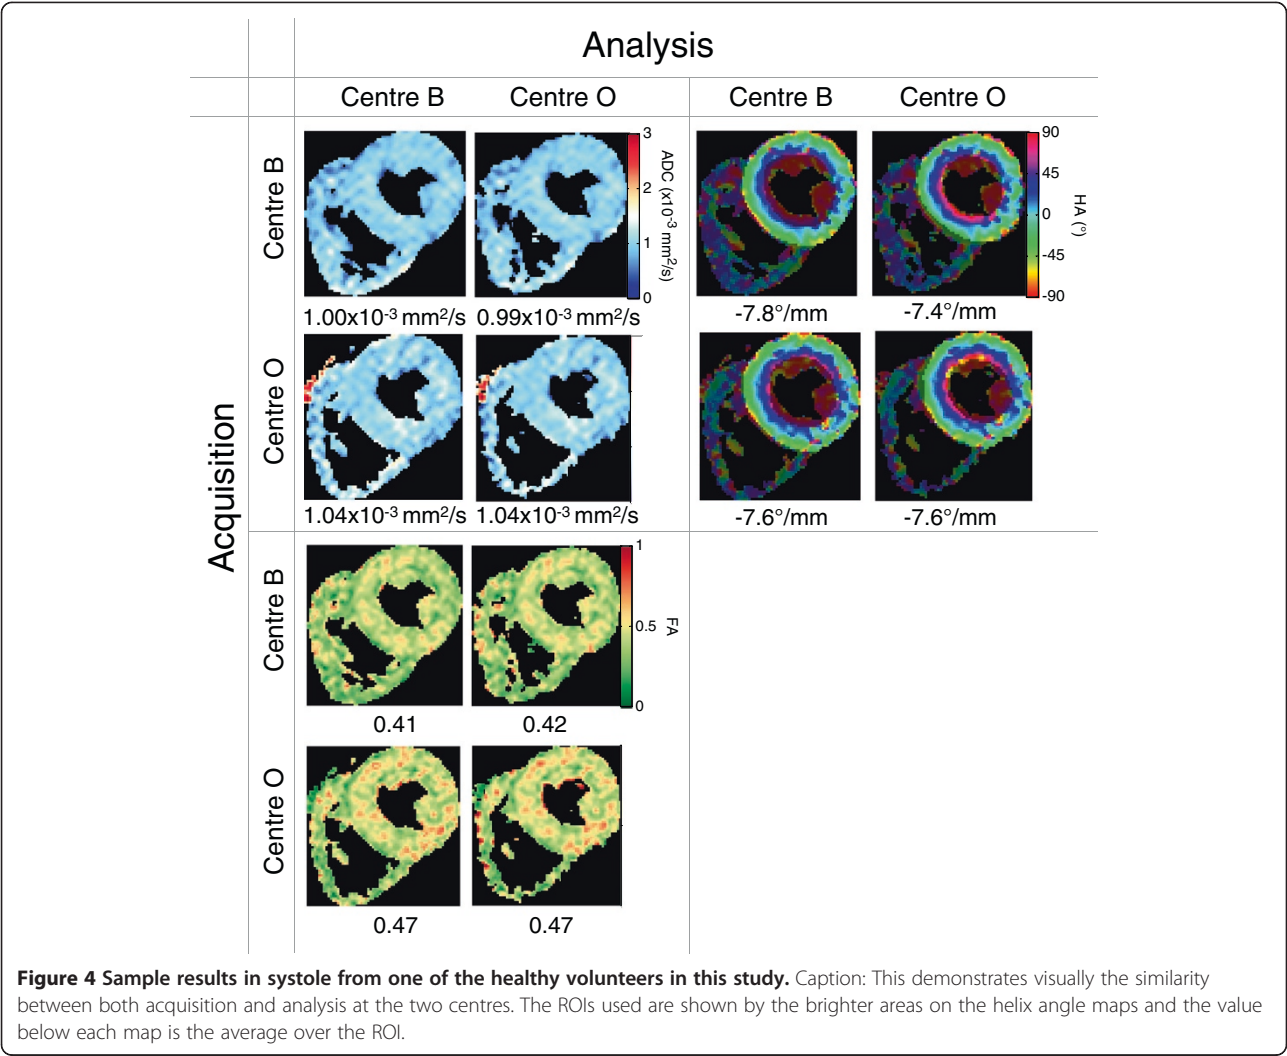 Analysis
Centre B Centre O Centre B Centre O
Acquisition
Centre B
3
2
1
0
ADC (x10-3 mm2/s)
90
45
0
-45
-90
HA (°)
1.00x10-3 mm2/s 0.99x10-3 mm2/s -7.8°/mm -7.4°/mm
Centre O
1.04x10-3 mm2/s 1.04x10-3 mm2/s -7.6°/mm -7.6°/mm
Centre B
1
0.5
0
FA
0.41 0.42
Centre O
0.47 0.47
Figure 4 Sample results in systole from one of the healthy volunteers in this study. Caption: This demonstrates visually the similarity
between both acquisition and analysis at the two centres. The ROIs used are shown by the brighter areas on the helix angle maps and the value
below each map is the average over the ROI.